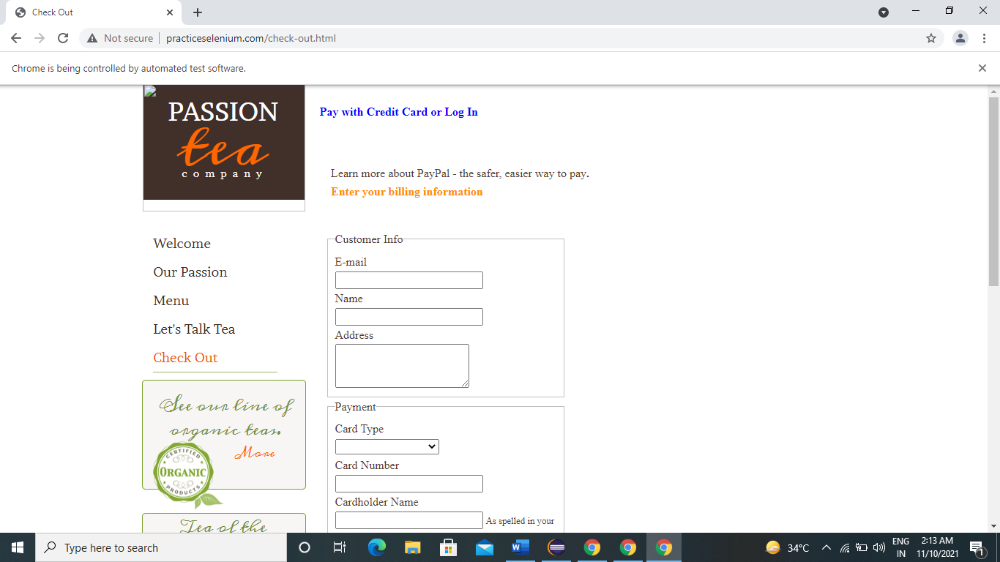 Check Out
Not secure practiceselenium.com/check-out.html
Chrome is being controlled by automated test software.
PASSION
tea
company
Pay with Credit Card or Log In
Learn more about PayPal - the safer, easier way to pay.
Enter your billing information
Welcome
Our Passion
Menu
Let's Talk Tea
Check Out
See our line of
organic teas.
More
CERTIFIED
ORGANIC
PRODUCTS
Tea of the
Customer Info
E-mail
Name
Address
Payment
Card Type
Card Number
Cardholder Name
As spelled in your
Type here to search
W
34°C
ENG
IN
2:13 AM
11/10/2021
1